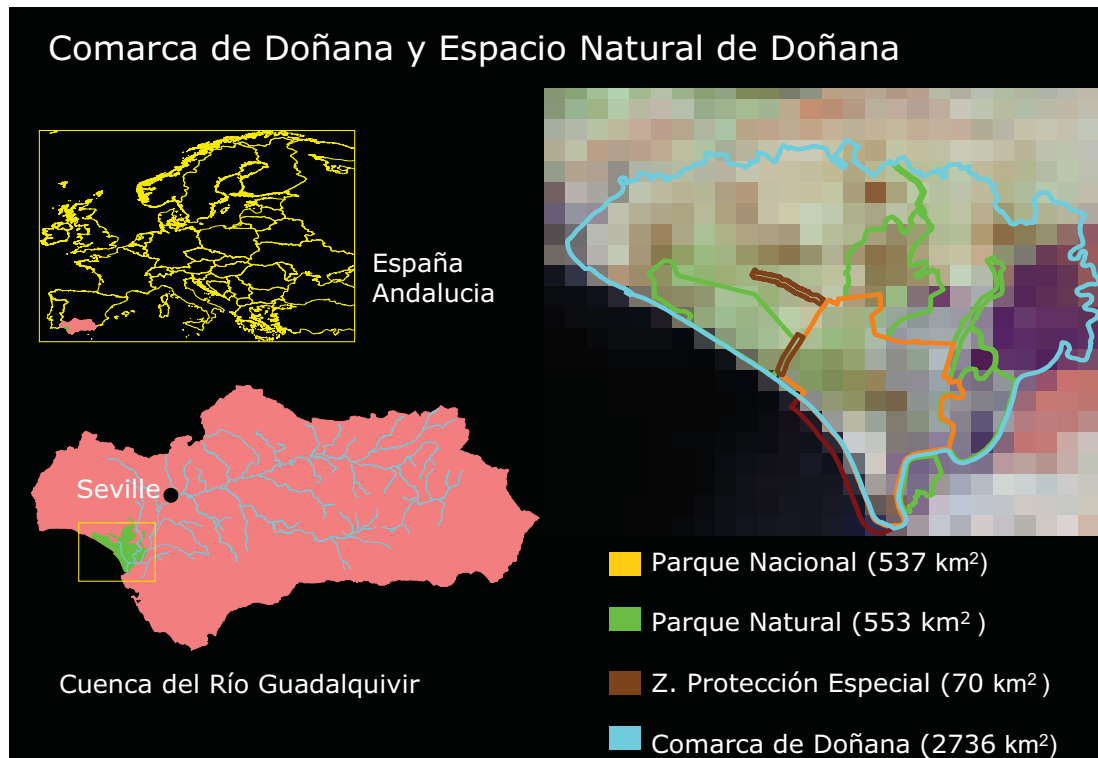 Comarca de Doñana y Espacio Natural de Doñana
España
Andalucia
Seville
Cuenca del Río Guadalquivir
Parque Nacional (537 km²)
Parque Natural (553 km² )
Z. Protección Especial (70 km²)
Comarca de Doñana (2736 km²)